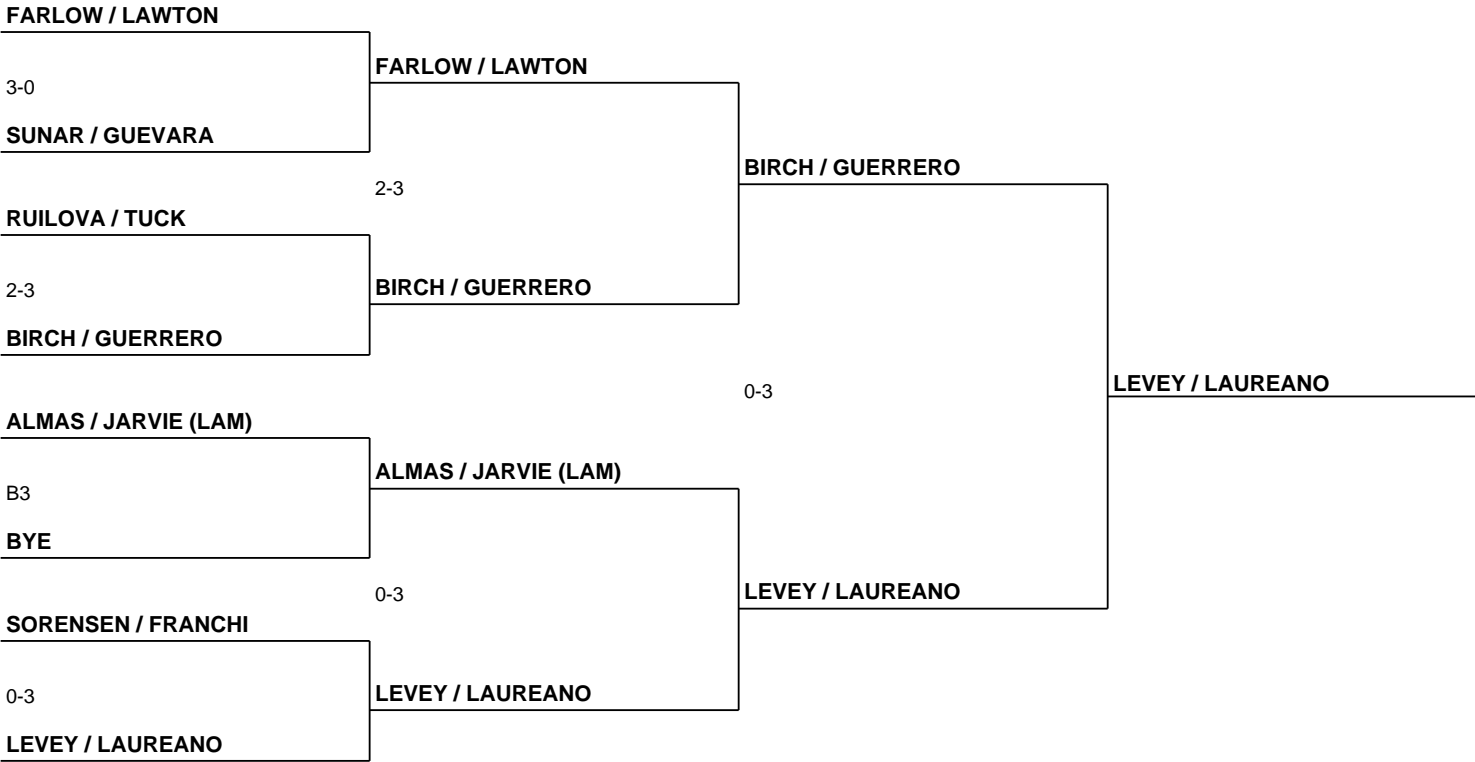 FARLOW / LAWTON
3-0
SUNAR / GUEVARA
RUILOVA / TUCK
2-3
BIRCH / GUERRERO
ALMAS / JARVIE (LAM)
B3
BYE
SORENSEN / FRANCHI
0-3
LEVEY / LAUREANO
FARLOW / LAWTON
2-3
BIRCH / GUERRERO
ALMAS / JARVIE (LAM)
0-3
LEVEY / LAUREANO
BIRCH / GUERRERO
0-3
LEVEY / LAUREANO
LEVEY / LAUREANO